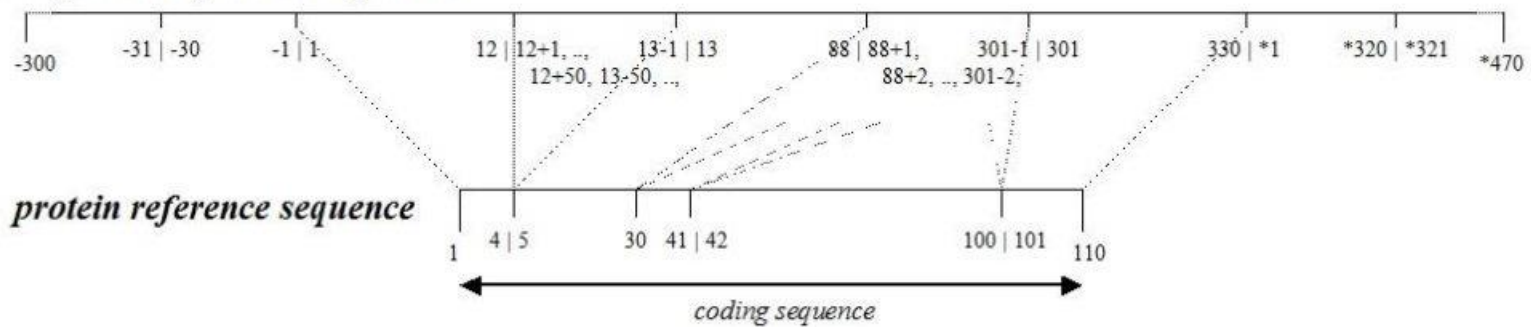 -31 | -30 -1 | 1 12 | 12+1, .., 13-1 | 13 88 | 88+1, 301-1 | 301 330 | *1 *320 | *321
-300 12+50, 13-50, .., 88+2, .., 301-2, *470
protein reference sequence
4 | 5 30 41 | 42 100 | 101
1 110
coding sequence